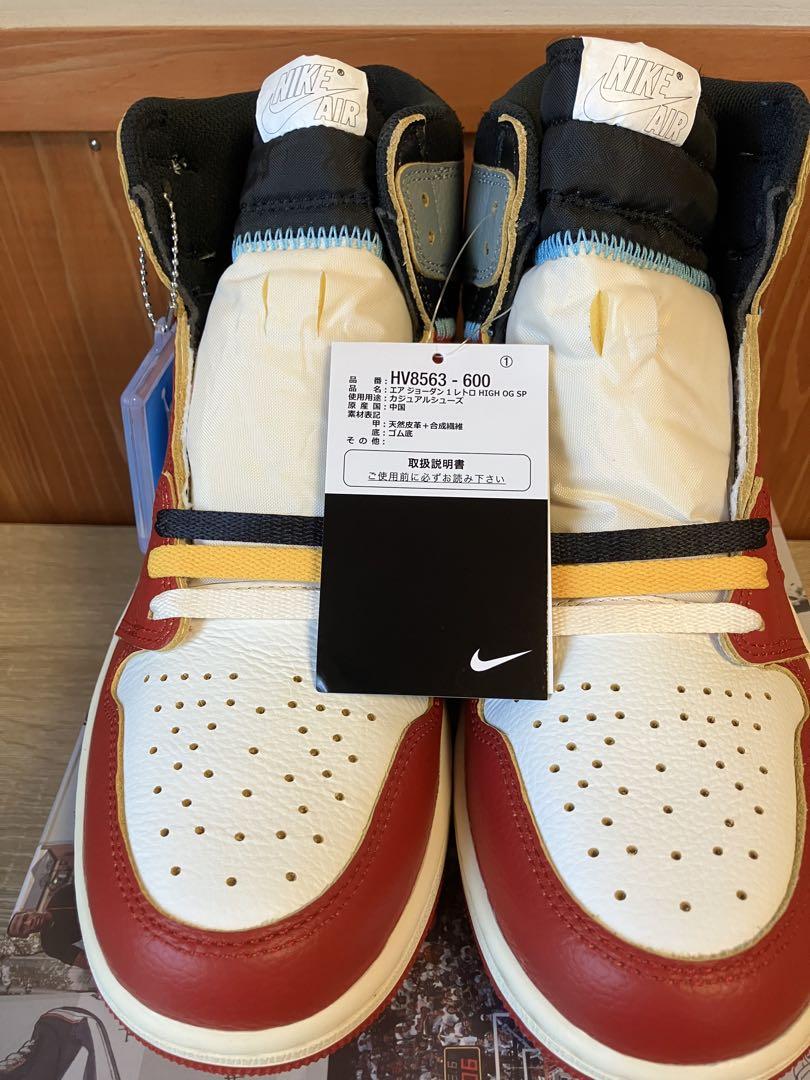 NIKE®
AIR
NIKE®
AIR
①
品　番：HV8563 - 600
品　名：エア ジョーダン 1 レトロ HIGH OG SP
使用用途：カジュアルシューズ
原 産 国：中国
素材表記
甲：天然皮革＋合成繊維
底：ゴム底
そ の 他：
取扱説明書
ご使用前に必ずお読み下さい